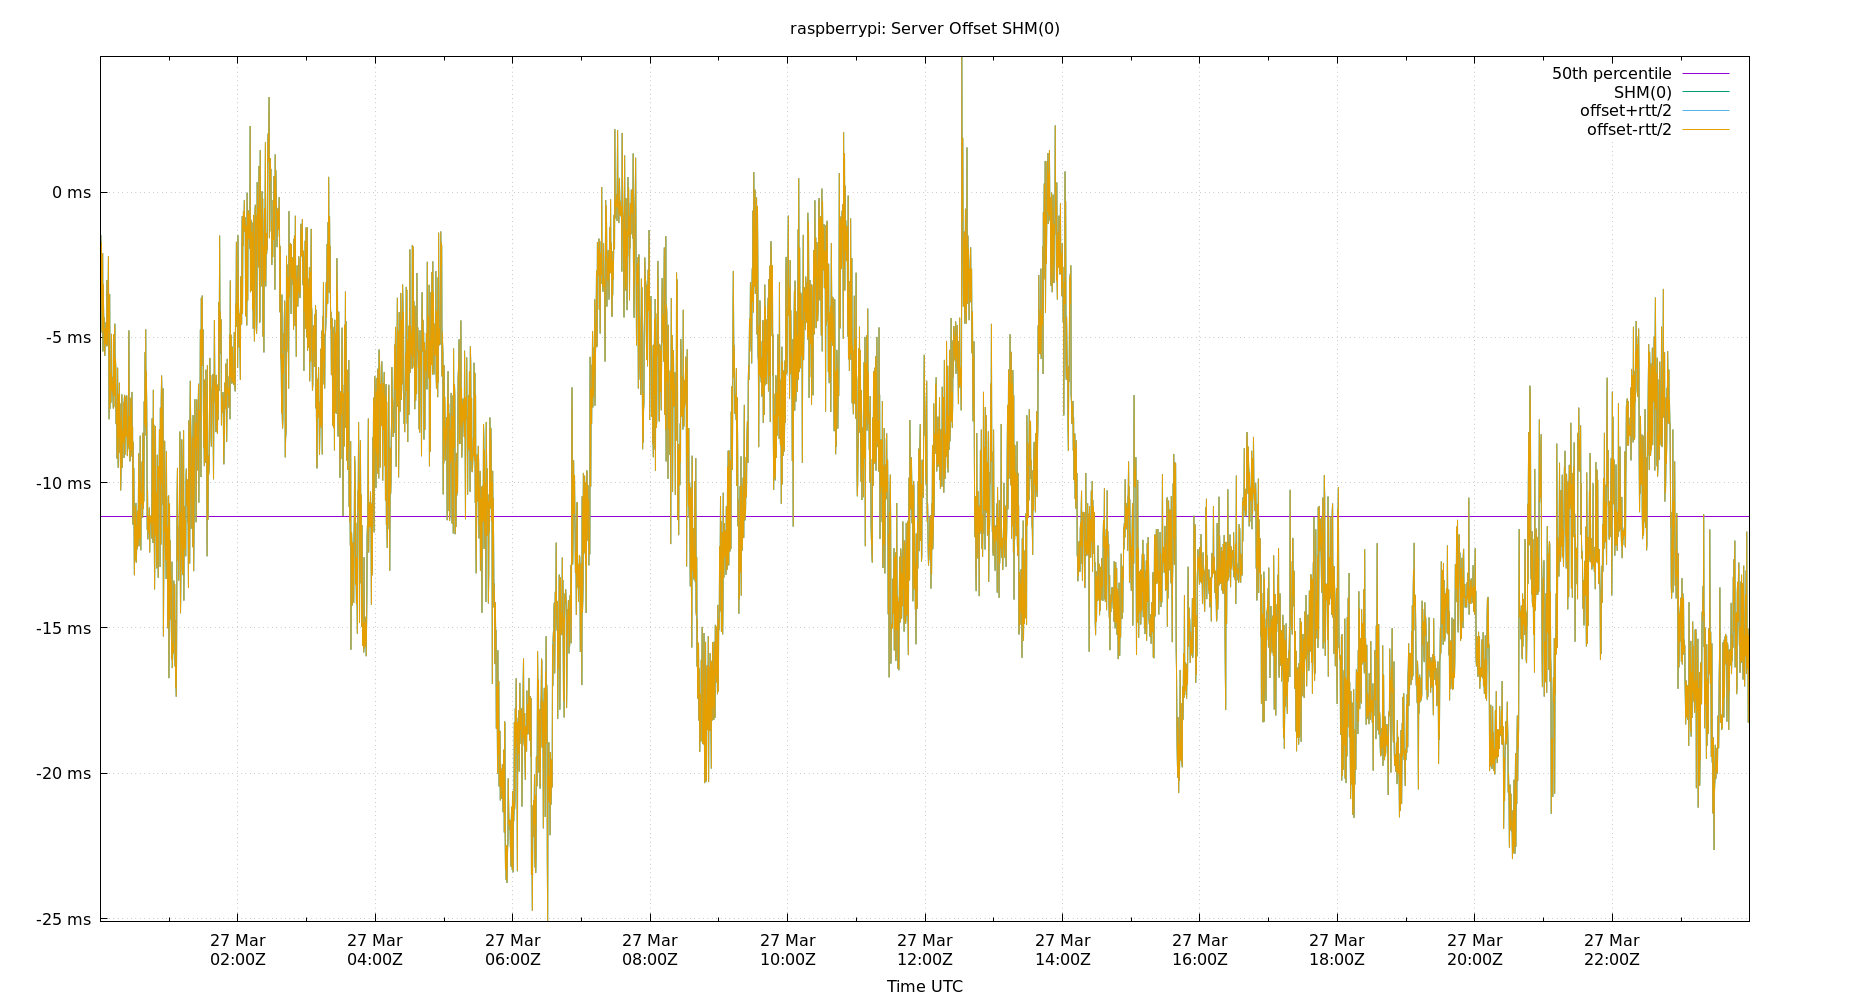 raspberrypi: Server Offset SHM(0)
50th percentile
SHM(0)
offset+rtt/2
offset-rtt/2
0 ms
-5 ms
-10 ms
-15 ms
-20 ms
-25 ms
27 Mar 27 Mar 27 Mar 27 Mar 27 Mar 27 Mar 27 Mar 27 Mar 27 Mar 27 Mar 27 Mar
02:00Z 04:00Z 06:00Z 08:00Z 10:00Z 12:00Z 14:00Z 16:00Z 18:00Z 20:00Z 22:00Z
Time UTC